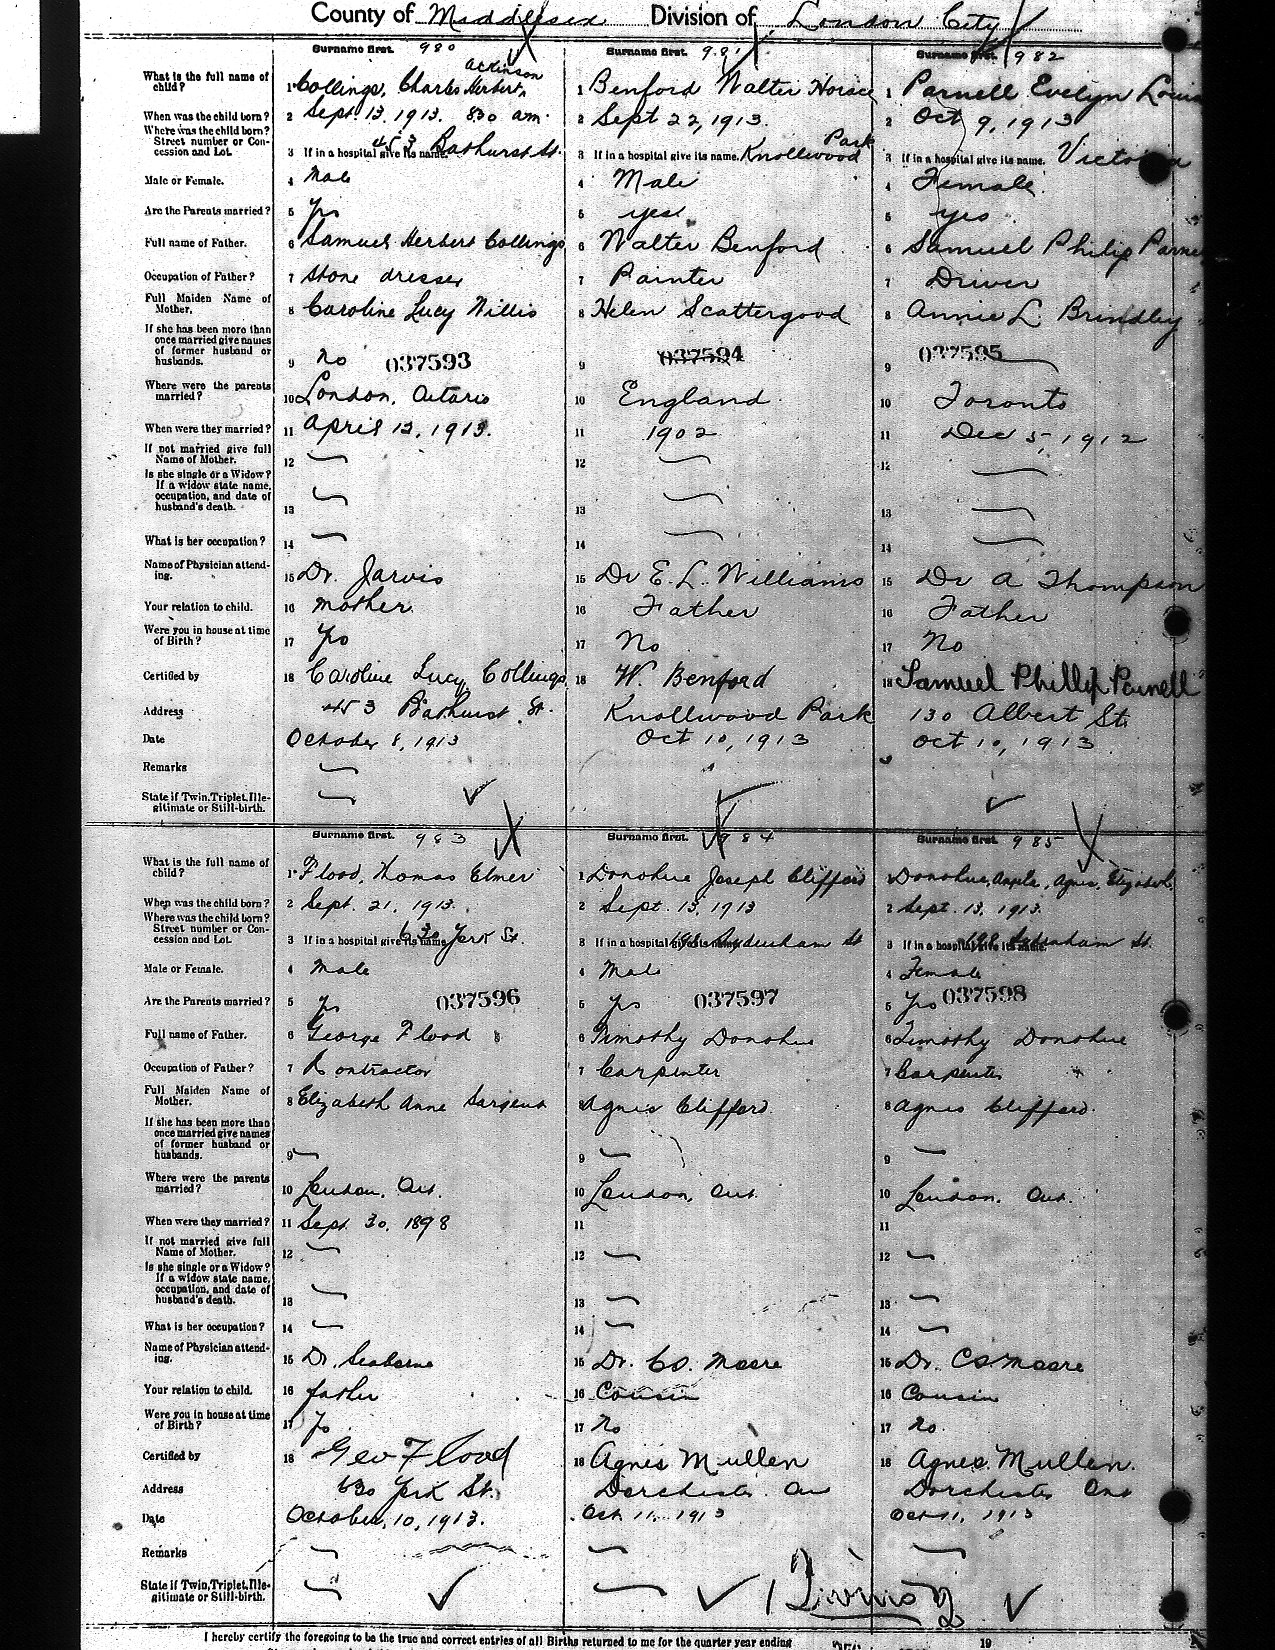 County of Middlesex Division of London City
Surname first. 980 Surname first. 981 Surname first. 982
Atkinson
What is the full name of child? 1 Collings, Charles Herbert 1 Benford Walter Horace 1 Parnell Evelyn Louisa
When was the child born? 2 Sept. 13. 1913. 8.30 am. 2 Sept 22, 1913. 2 Oct 9, 1913
Where was the child born? Street number or Concession and Lot. 3 If in a hospital give its name. 453 Bathurst St. 3 If in a hospital give its name. Knollwood Park 3 If in a hospital give its name. Victoria
Male or Female. 4 Male 4 Male 4 Female.
Are the Parents married? 5 Yes 5 yes 5 yes
Full name of Father. 6 Samuel Herbert Collings 6 Walter Benford 6 Samuel Philip Parnell
Occupation of Father? 7 Stone dresser 7 Painter 7 Driver
Full Maiden Name of Mother. 8 Caroline Lucy Willis 8 Helen Scattergood 8 Annie L. Brindley
If she has been more than once married give names of former husband or husbands. 9 no 037593 9 037594 9 037595
Where were the parents married? 10 London, Ontario 10 England 10 Toronto
When were they married? 11 April 12, 1913. 11 1902 11 Dec 5, 1912
If not married give full Name of Mother. 12 12 12
Is she single or a Widow? If a widow state name, occupation, and date of husband's death. 13 13 13
What is her occupation? 14 14 14
Name of Physician attending. 15 Dr. Jarvis 15 Dr E. L. Williams 15 Dr A Thompson
Your relation to child. 16 mother 16 Father 16 Father
Were you in house at time of Birth? 17 Yes 17 No 17 No
Certified by 18 Caroline Lucy Collings 18 W. Benford 18 Samuel Phillip Parnell
Address 453 Bathurst St. Knollwood Park 130 Albert St.
Date October 8, 1913 Oct 10, 1913 Oct 10, 1913
Remarks
State if Twin, Triplet, Illegitimate or Still-birth.
Surname first. 983 Surname first. 984 Surname first. 985
What is the full name of child? 1 Flood, Thomas Elmer 1 Donohue Joseph Clifford 1 Donohue, Angela, Agnes, Elizabeth
When was the child born? 2 Sept. 21, 1913. 2 Sept. 13, 1913 2 Sept. 13, 1913.
Where was the child born? Street number or Concession and Lot. 3 If in a hospital give its name 630 York St. 3 If in a hospital give its name Sydenham St 3 If in a hospital give its name. Sydenham St.
Male or Female. 4 Male 4 Male 4 Female
Are the Parents married? 5 Yes 037596 5 Yes 037597 5 Yes 037598
Full name of Father. 6 George Flood 6 Timothy Donohue 6 Timothy Donohue
Occupation of Father? 7 Contractor 7 Carpenter 7 Carpenter
Full Maiden Name of Mother. 8 Elizabeth Anne Sargent 8 Agnes Clifford 8 Agnes Clifford.
If she has been more than once married give names of former husband or husbands. 9 9 9
Where were the parents married? 10 London, Ont. 10 London, Ont. 10 London. Ont.
When were they married? 11 Sept. 30, 1898 11 11
If not married give full Name of Mother. 12 12 12
Is she single or a Widow? If a widow state name, occupation, and date of husband's death. 13 13 13
What is her occupation? 14 14 14
Name of Physician attending. 15 Dr. Seaborne 15 Dr. CS. Moore 15 Dr. CS. Moore
Your relation to child. 16 father 16 Cousin 16 Cousin
Were you in house at time of Birth? 17 Yes 17 No 17 No.
Certified by 18 Geo Flood 18 Agnes Mullen 18 Agnes Mullen.
Address 630 York St. Dorchester Ont Dorchester Ont
Date October, 10, 1913. Oct. 11, 1913 Oct 11, 1913
Remarks
State if Twin, Triplet, Illegitimate or Still-birth. Twins
I hereby certify the foregoing to be the true and correct entries of all Births returned to me for the quarter year ending 19